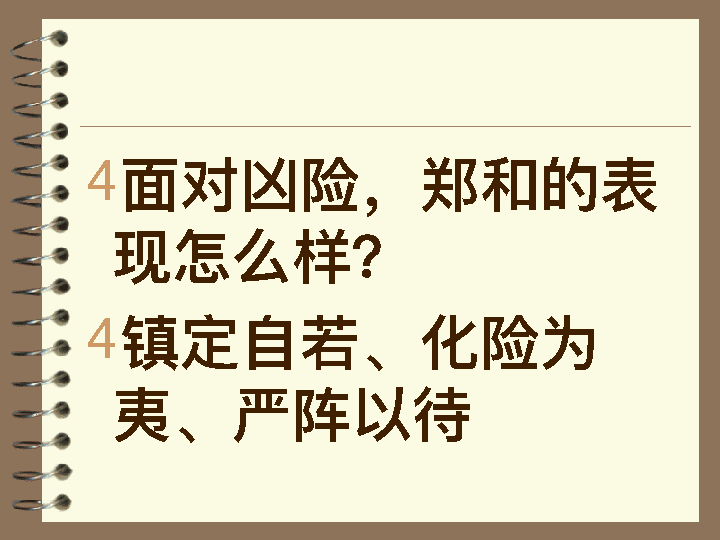 4面对凶险，郑和的表
现怎么样？
4镇定自若、化险为
夷、严阵以待